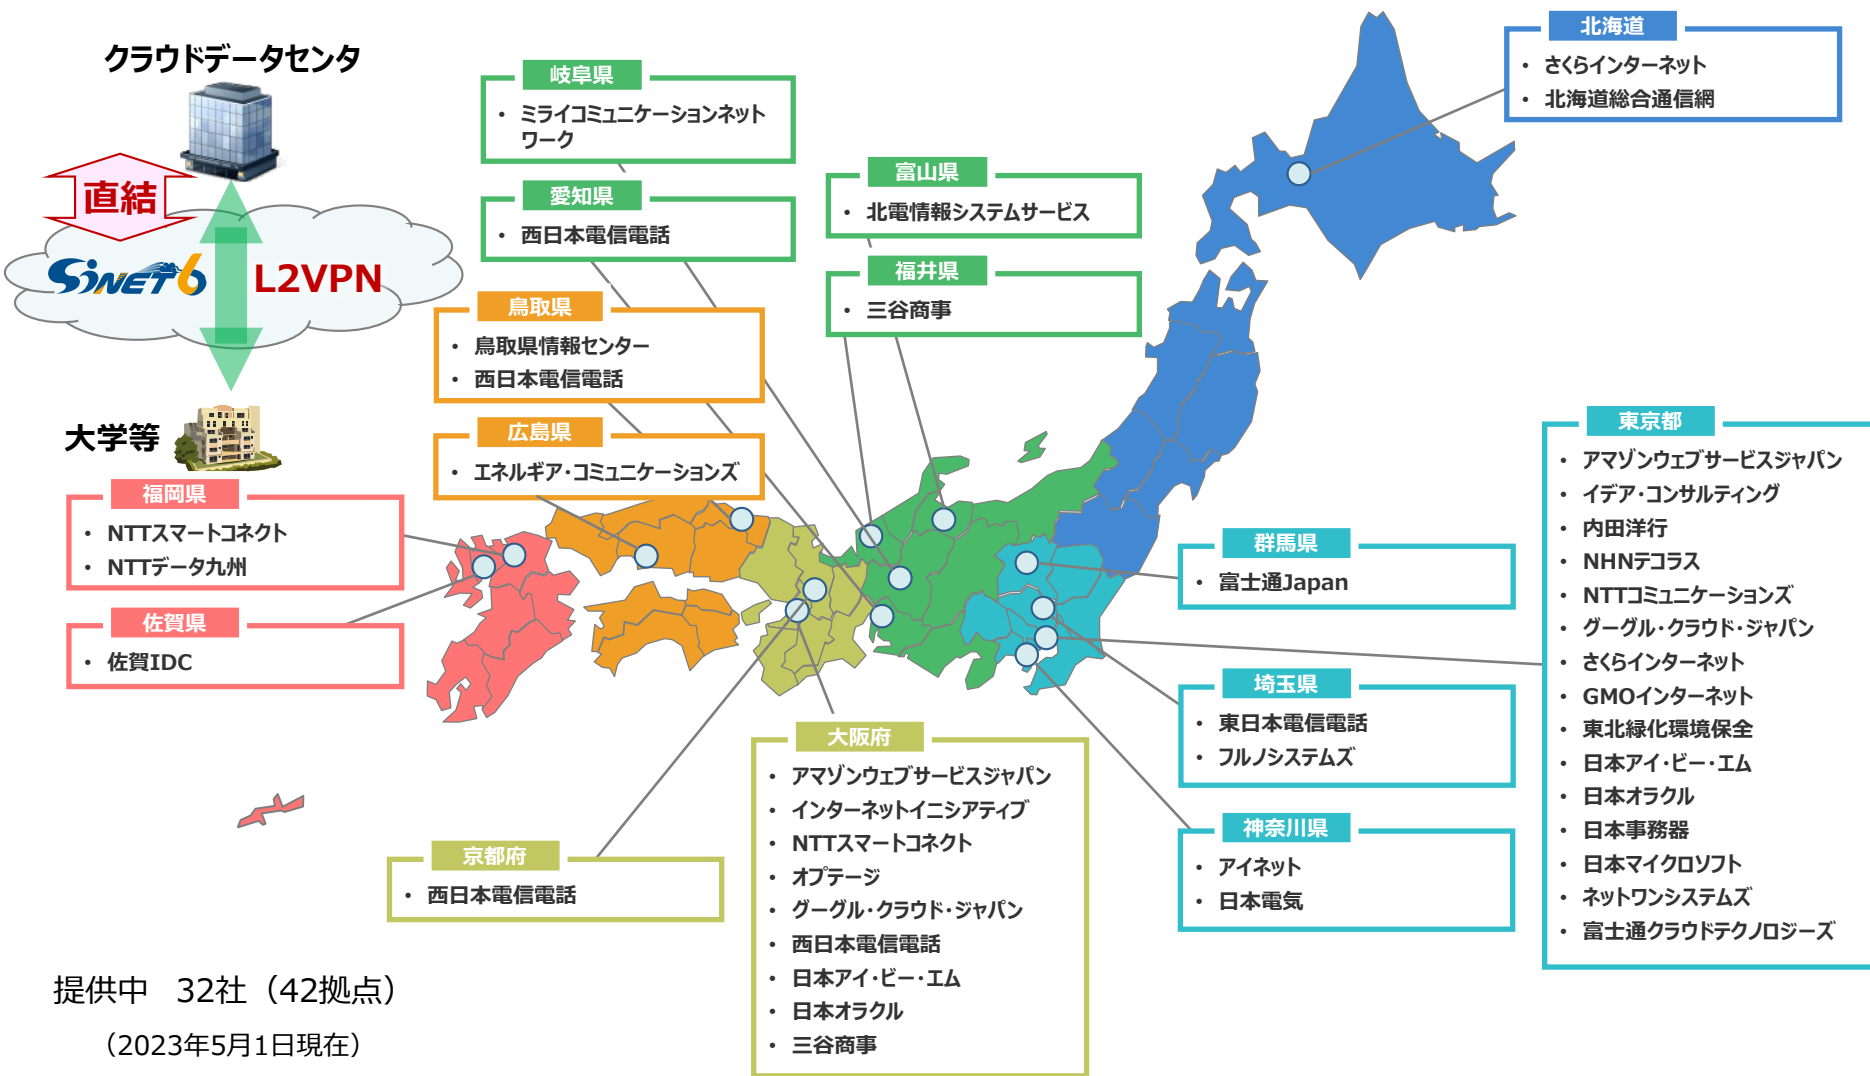 クラウドデータセンタ
直結
SINET6
L2VPN
大学等
岐阜県
・ ミライコミュニケーションネット
ワーク
愛知県
・ 西日本電信電話
富山県
・ 北電情報システムサービス
福井県
・ 三谷商事
北海道
・ さくらインターネット
・ 北海道総合通信網
鳥取県
・ 鳥取県情報センター
・ 西日本電信電話
広島県
・ エネルギア・コミュニケーションズ
福岡県
・ NTTスマートコネクト
・ NTTデータ九州
佐賀県
・ 佐賀IDC
京都府
・ 西日本電信電話
大阪府
・ アマゾンウェブサービスジャパン
・ インターネットイニシアティブ
・ NTTスマートコネクト
・ オプテージ
・ グーグル・クラウド・ジャパン
・ 西日本電信電話
・ 日本アイ・ビー・エム
・ 日本オラクル
・ 三谷商事
群馬県
・ 富士通Japan
埼玉県
・ 東日本電信電話
・ フルノシステムズ
神奈川県
・ アイネット
・ 日本電気
東京都
・ アマゾンウェブサービスジャパン
・ イデア・コンサルティング
・ 内田洋行
・ NHNテコラス
・ NTTコミュニケーションズ
・ グーグル・クラウド・ジャパン
・ さくらインターネット
・ GMOインターネット
・ 東北緑化環境保全
・ 日本アイ・ビー・エム
・ 日本オラクル
・ 日本事務器
・ 日本マイクロソフト
・ ネットワンシステムズ
・ 富士通クラウドテクノロジーズ
提供中 32社（42拠点）
（2023年5月1日現在）